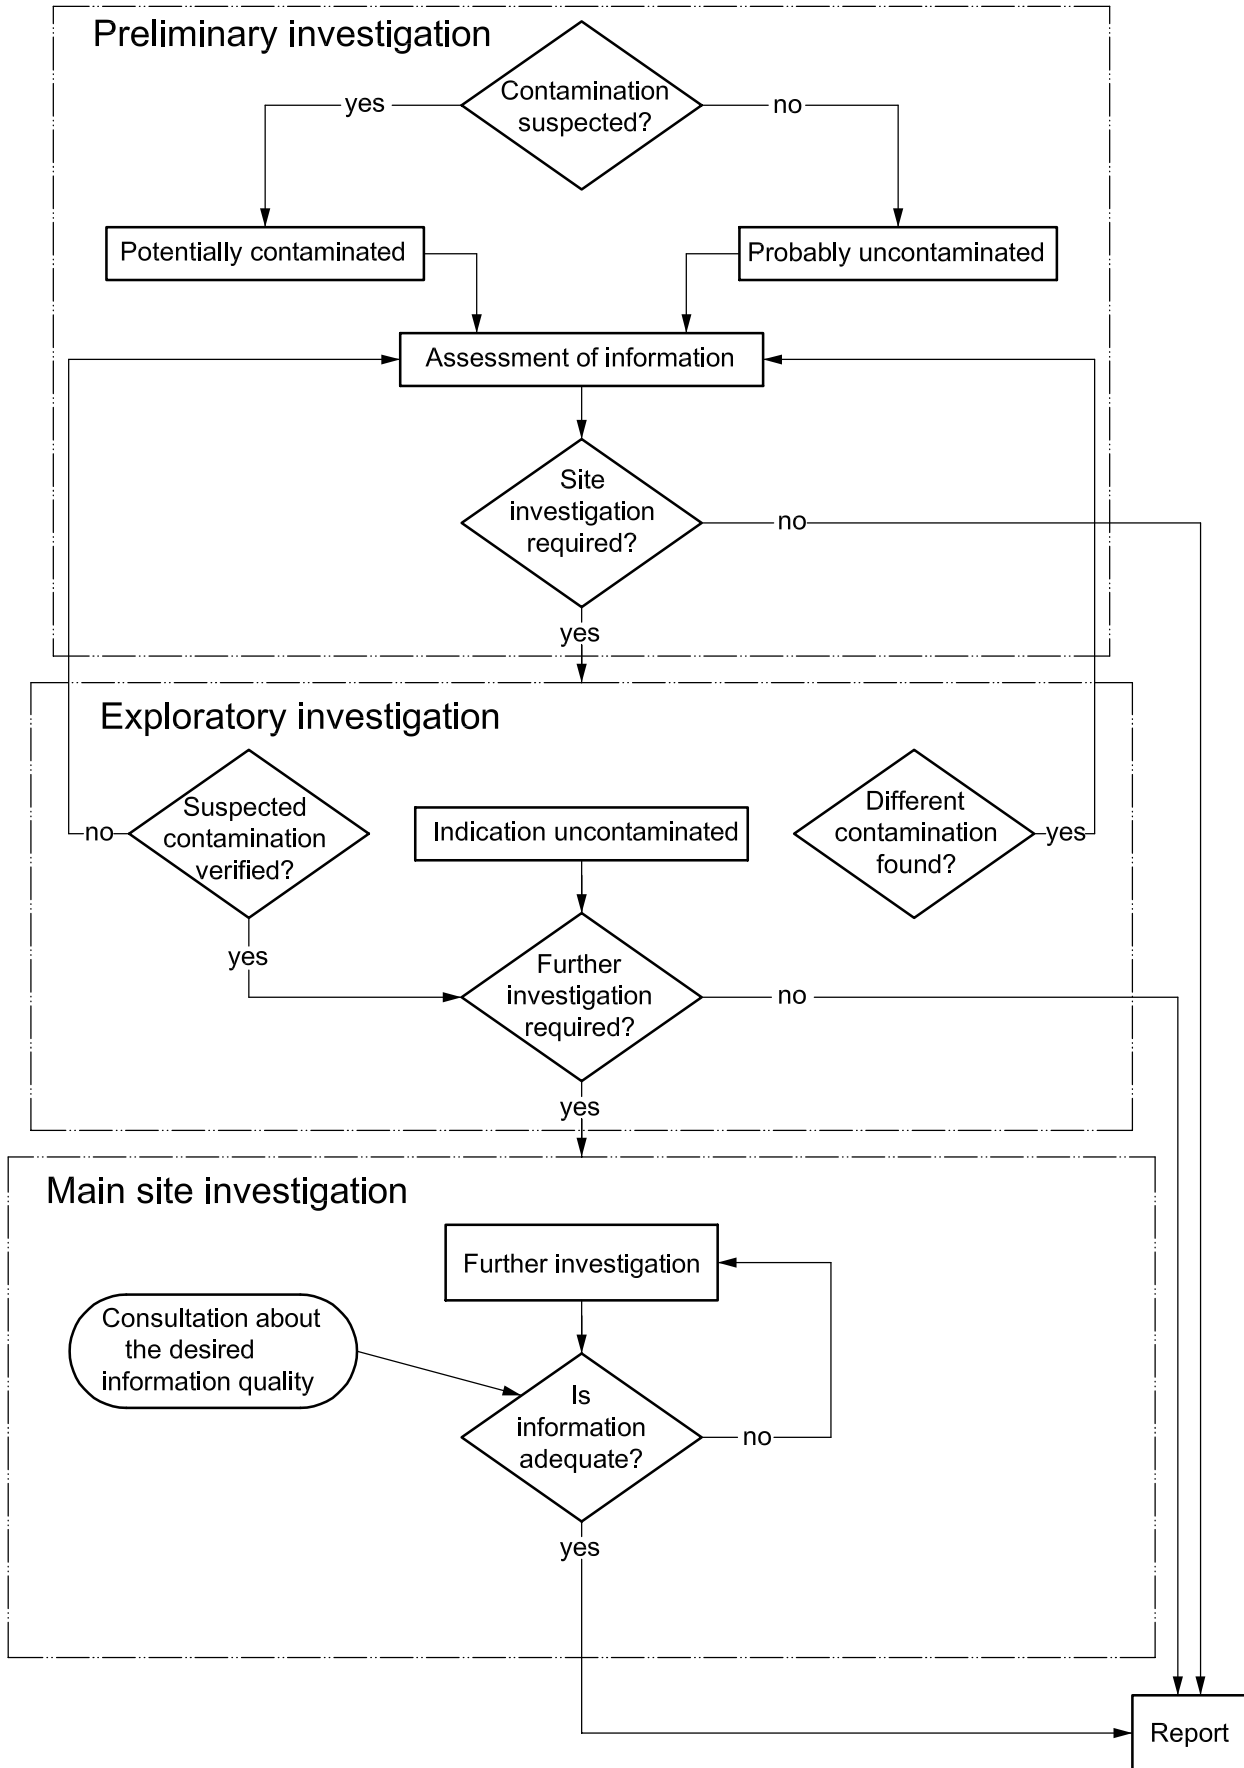 Preliminary investigation
Contamination
suspected?
yes
no
Potentially contaminated
Probably uncontaminated
Assessment of information
Site
investigation
required?
no
yes
Exploratory investigation
Suspected
contamination
verified?
no
Indication uncontaminated
Different
contamination
found?
yes
yes
Further
investigation
required?
no
yes
Main site investigation
Further investigation
Consultation about
the desired
information quality
Is
information
adequate?
no
yes
Report